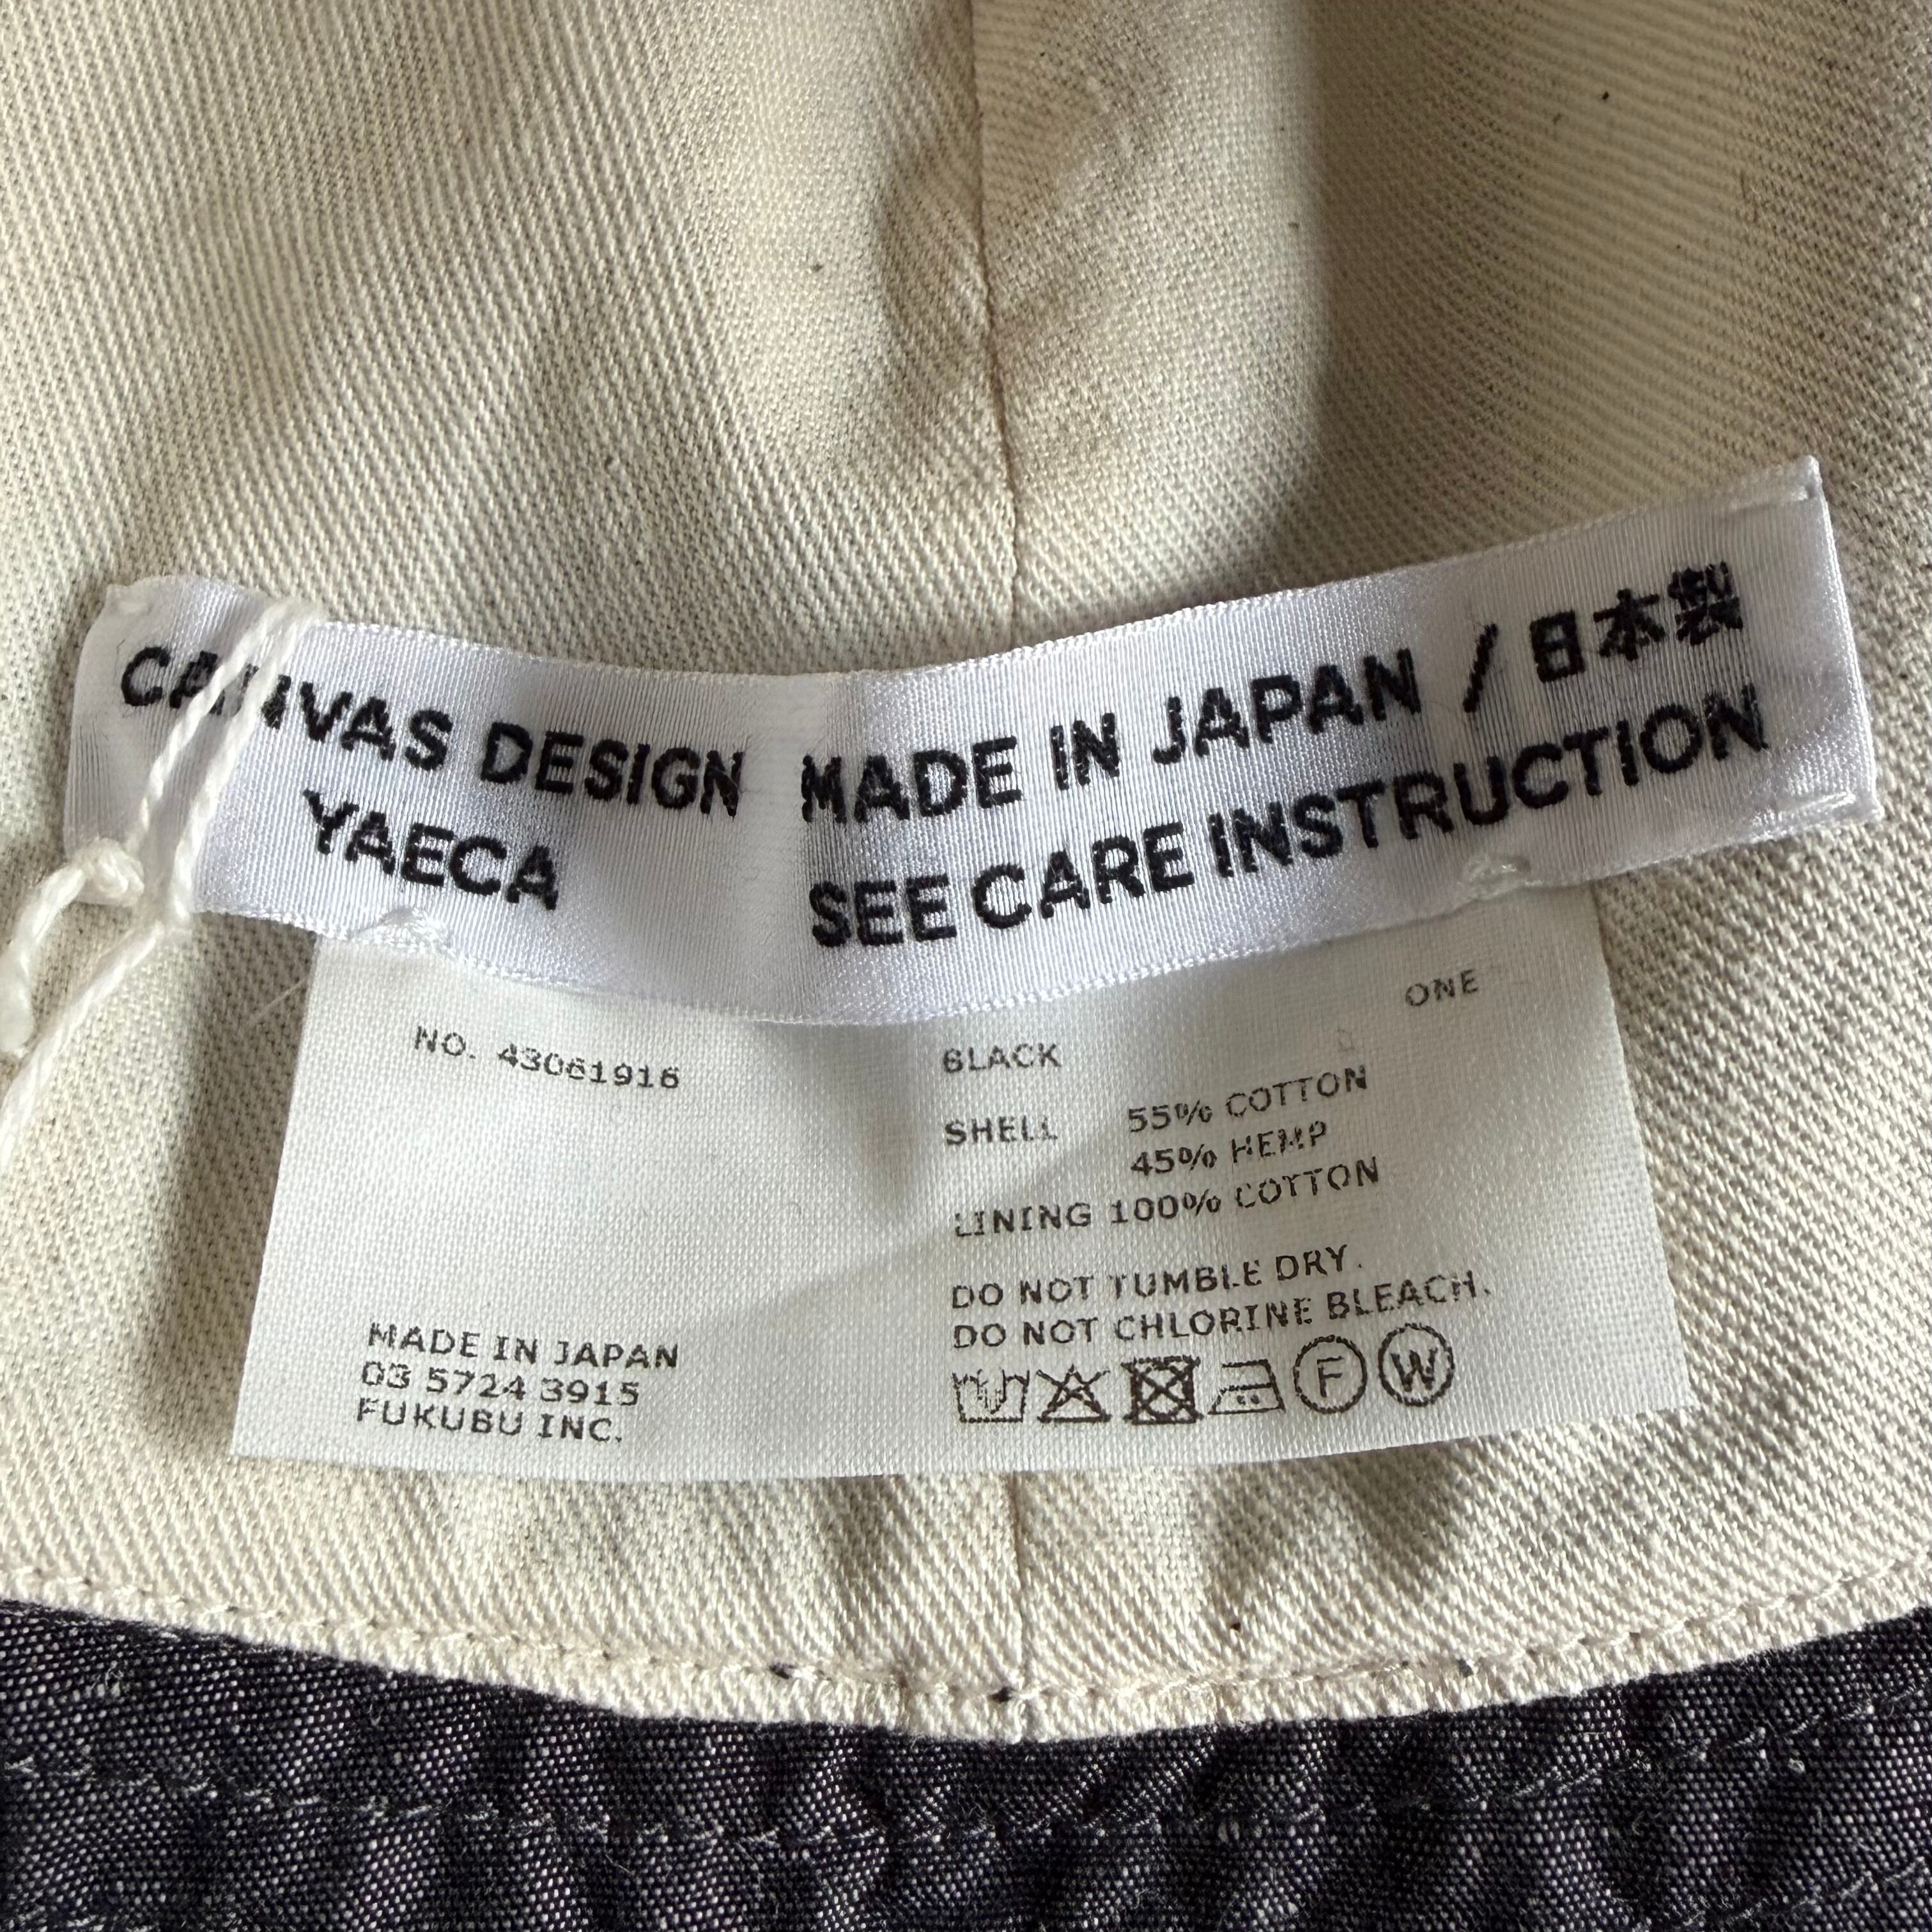 CANVAS DESIGN
YAECA
MADE IN JAPAN / 日本製
SEE CARE INSTRUCTION
NO. 43061916
MADE IN JAPAN
03 5724 3915
FUKUBU INC.
ONE
BLACK
SHELL 55% COTTON
45% HEMP
LINING 100% COTTON
DO NOT TUMBLE DRY.
DO NOT CHLORINE BLEACH.
F W